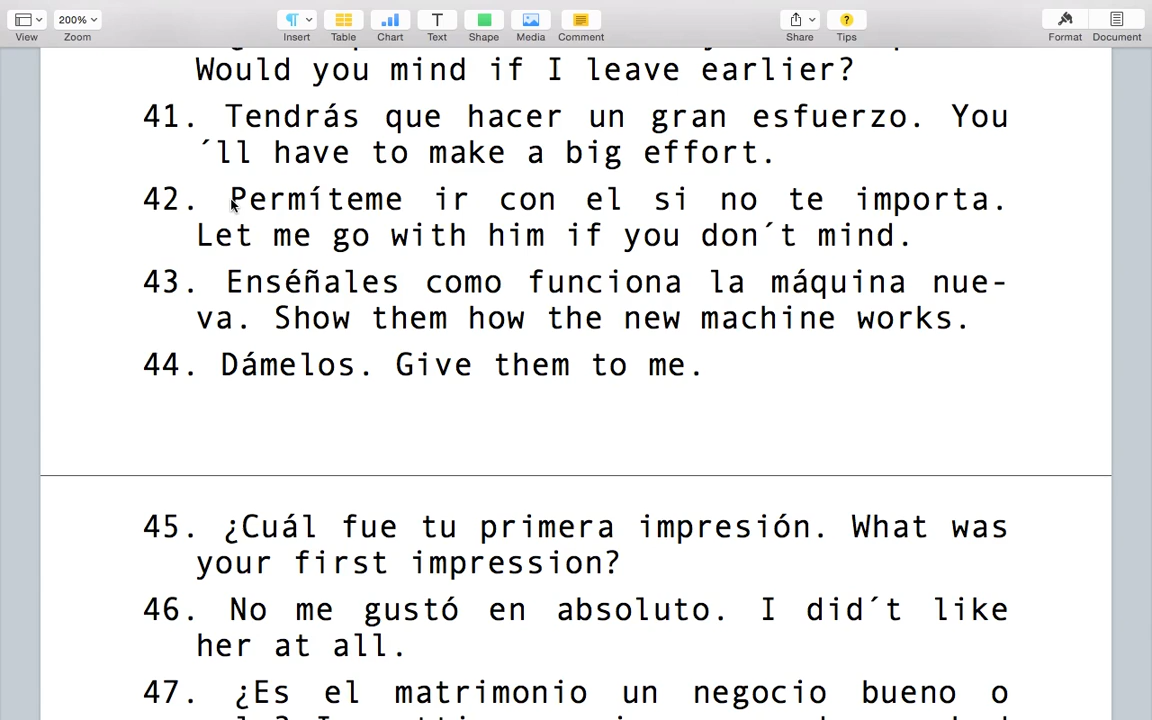 200%
View Zoom Insert Table Chart Text Shape Media Comment Share Tips Format Document
Would you mind if I leave earlier?
41. Tendrás que hacer un gran esfuerzo. You
´ll have to make a big effort.
42. Permíteme ir con el si no te importa.
Let me go with him if you don´t mind.
43. Enséñales como funciona la máquina nue-
va. Show them how the new machine works.
44. Dámelos. Give them to me.
45. ¿Cuál fue tu primera impresión. What was
your first impression?
46. No me gustó en absoluto. I did´t like
her at all.
47. ¿Es el matrimonio un negocio bueno o